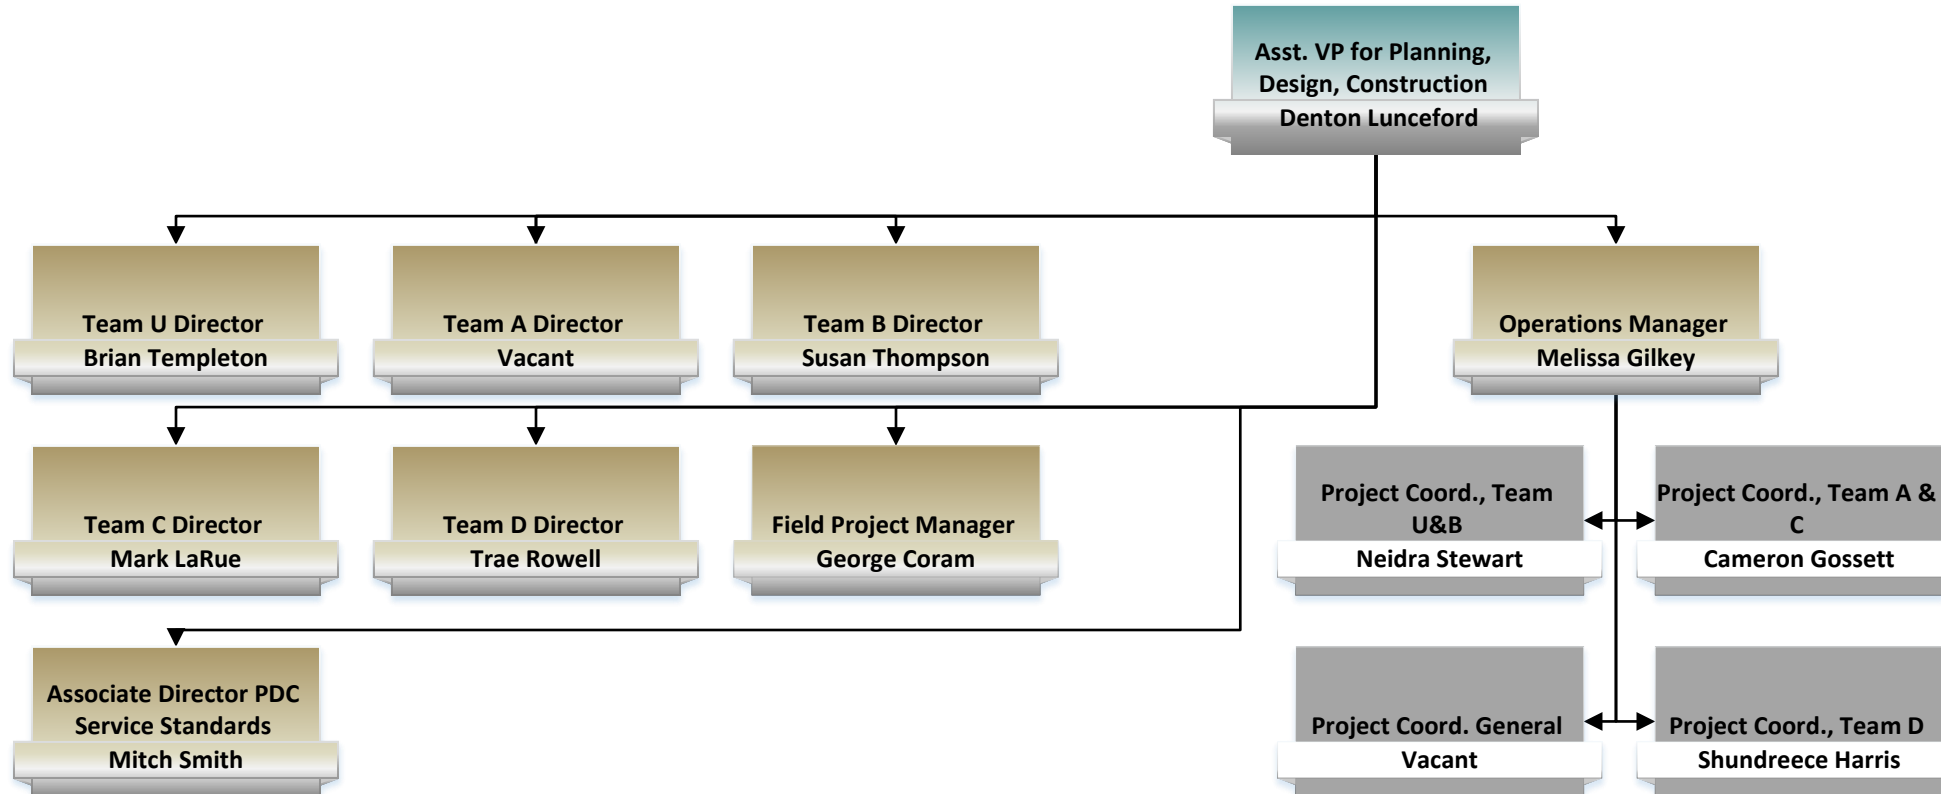 Asst. VP for Planning,
Design, Construction
Denton Lunceford
Team U Director
Brian Templeton
Team A Director
Vacant
Team B Director
Susan Thompson
Operations Manager
Melissa Gilkey
Team C Director
Mark LaRue
Team D Director
Trae Rowell
Field Project Manager
George Coram
Project Coord., Team
U&B
Neidra Stewart
Project Coord., Team A &
C
Cameron Gossett
Associate Director PDC
Service Standards
Mitch Smith
Project Coord. General
Vacant
Project Coord., Team D
Shundreece Harris